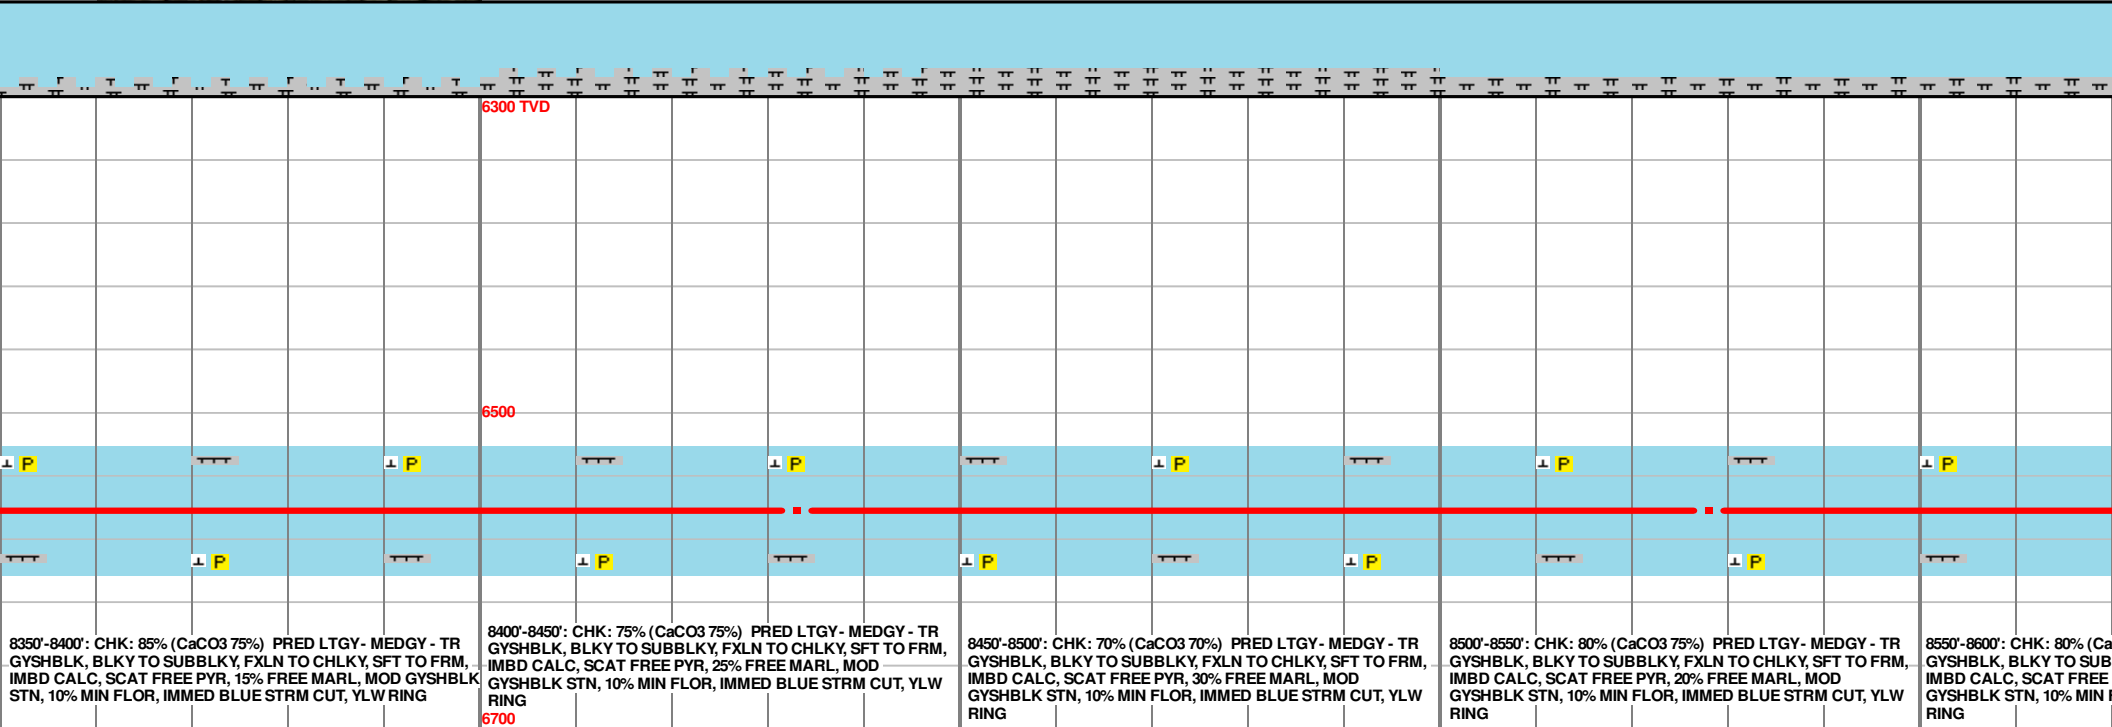 6300 TVD
6500
P
P
P
P
P
P
P
P
P
P
P
8350'-8400': CHK: 85% (CaCO3 75%) PRED LTGY- MEDGY - TR
GYSHBLK, BLKY TO SUBBLKY, FXLN TO CHLKY, SFT TO FRM,
IMBD CALC, SCAT FREE PYR, 15% FREE MARL, MOD GYSHBLK
STN, 10% MIN FLOR, IMMED BLUE STRM CUT, YLW RING
8400'-8450': CHK: 75% (CaCO3 75%) PRED LTGY- MEDGY - TR
GYSHBLK, BLKY TO SUBBLKY, FXLN TO CHLKY, SFT TO FRM,
IMBD CALC, SCAT FREE PYR, 25% FREE MARL, MOD
GYSHBLK STN, 10% MIN FLOR, IMMED BLUE STRM CUT, YLW
RING
8450'-8500': CHK: 70% (CaCO3 70%) PRED LTGY- MEDGY - TR
GYSHBLK, BLKY TO SUBBLKY, FXLN TO CHLKY, SFT TO FRM,
IMBD CALC, SCAT FREE PYR, 30% FREE MARL, MOD
GYSHBLK STN, 10% MIN FLOR, IMMED BLUE STRM CUT, YLW
RING
8500'-8550': CHK: 80% (CaCO3 75%) PRED LTGY- MEDGY - TR
GYSHBLK, BLKY TO SUBBLKY, FXLN TO CHLKY, SFT TO FRM,
IMBD CALC, SCAT FREE PYR, 20% FREE MARL, MOD
GYSHBLK STN, 10% MIN FLOR, IMMED BLUE STRM CUT, YLW
RING
8550'-8600': CHK: 80% (Ca
GYSHBLK, BLKY TO SUB
IMBD CALC, SCAT FREE
GYSHBLK STN, 10% MIN
RING
6700